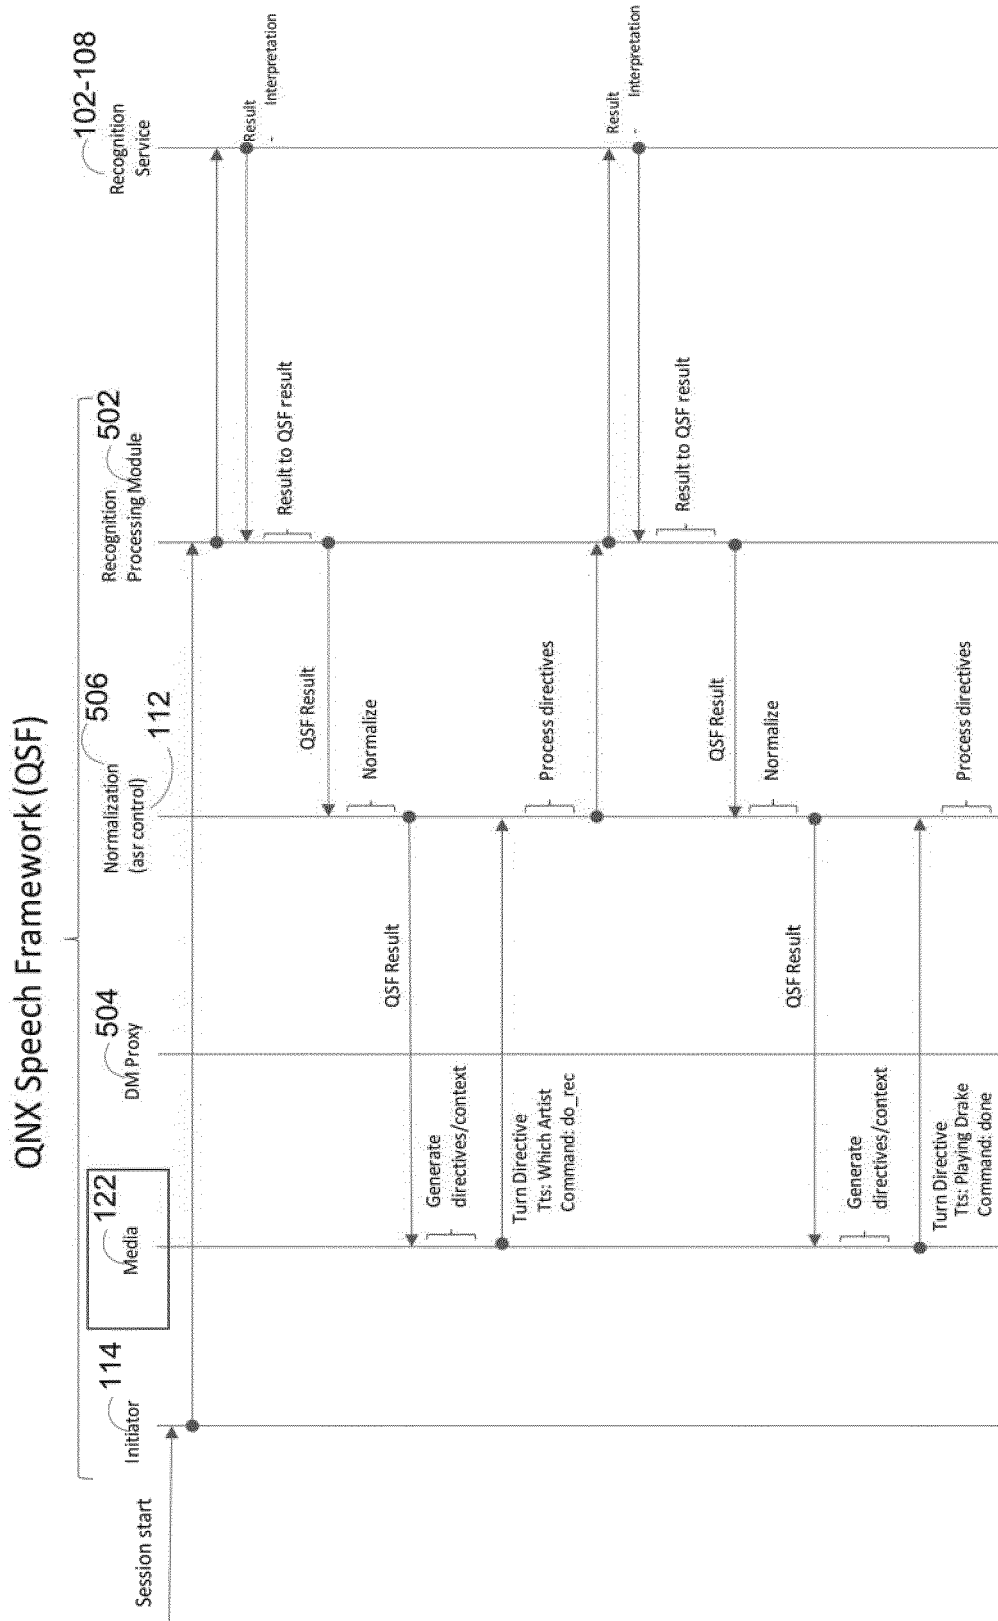 QNX Speech Framework (QSF)
Session start
114
Initiator
122
Media
504
DM Proxy
506
Normalization
(asr control)
112
502
Recognition
Processing Module
102-108
Recognition
Service
Result
- Interpretation
Result to QSF result
QSF Result
Normalize
QSF Result
Generate
directives/context
Turn Directive
Tts: Which Artist
Command: do_rec
Process directives
Result
- Interpretation
Result to QSF result
QSF Result
Normalize
QSF Result
Generate
directives/context
Turn Directive
Tts: Playing Drake
Command: done
Process directives